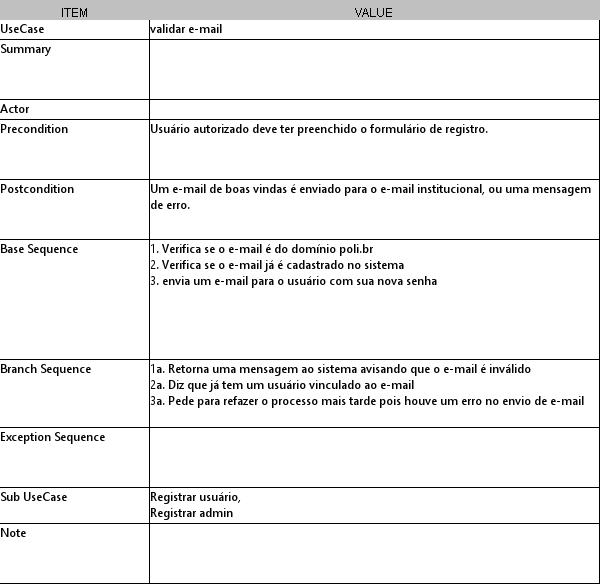 ITEM VALUE
UseCase validar e-mail
Summary
Actor
Precondition Usuário autorizado deve ter preenchido o formulário de registro.
Postcondition Um e-mail de boas vindas é enviado para o e-mail institucional, ou uma mensagem
de erro.
Base Sequence 1. Verifica se o e-mail é do domínio poli.br
2. Verifica se o e-mail já é cadastrado no sistema
3. envia um e-mail para o usuário com sua nova senha
Branch Sequence 1a. Retorna uma mensagem ao sistema avisando que o e-mail é inválido
2a. Diz que já tem um usuário vinculado ao e-mail
3a. Pede para refazer o processo mais tarde pois houve um erro no envio de e-mail
Exception Sequence
Sub UseCase Registrar usuário,
Registrar admin
Note